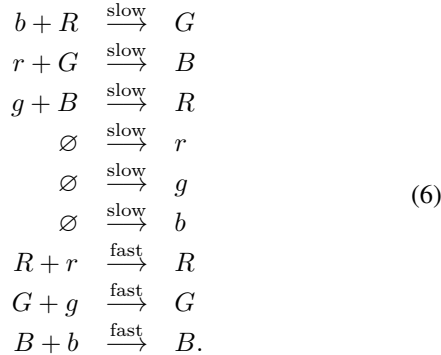 b + R slow⟶ G
r + G slow⟶ B
g + B slow⟶ R
∅ slow⟶ r
∅ slow⟶ g
∅ slow⟶ b
R + r fast⟶ R
G + g fast⟶ G
B + b fast⟶ B.
(6)